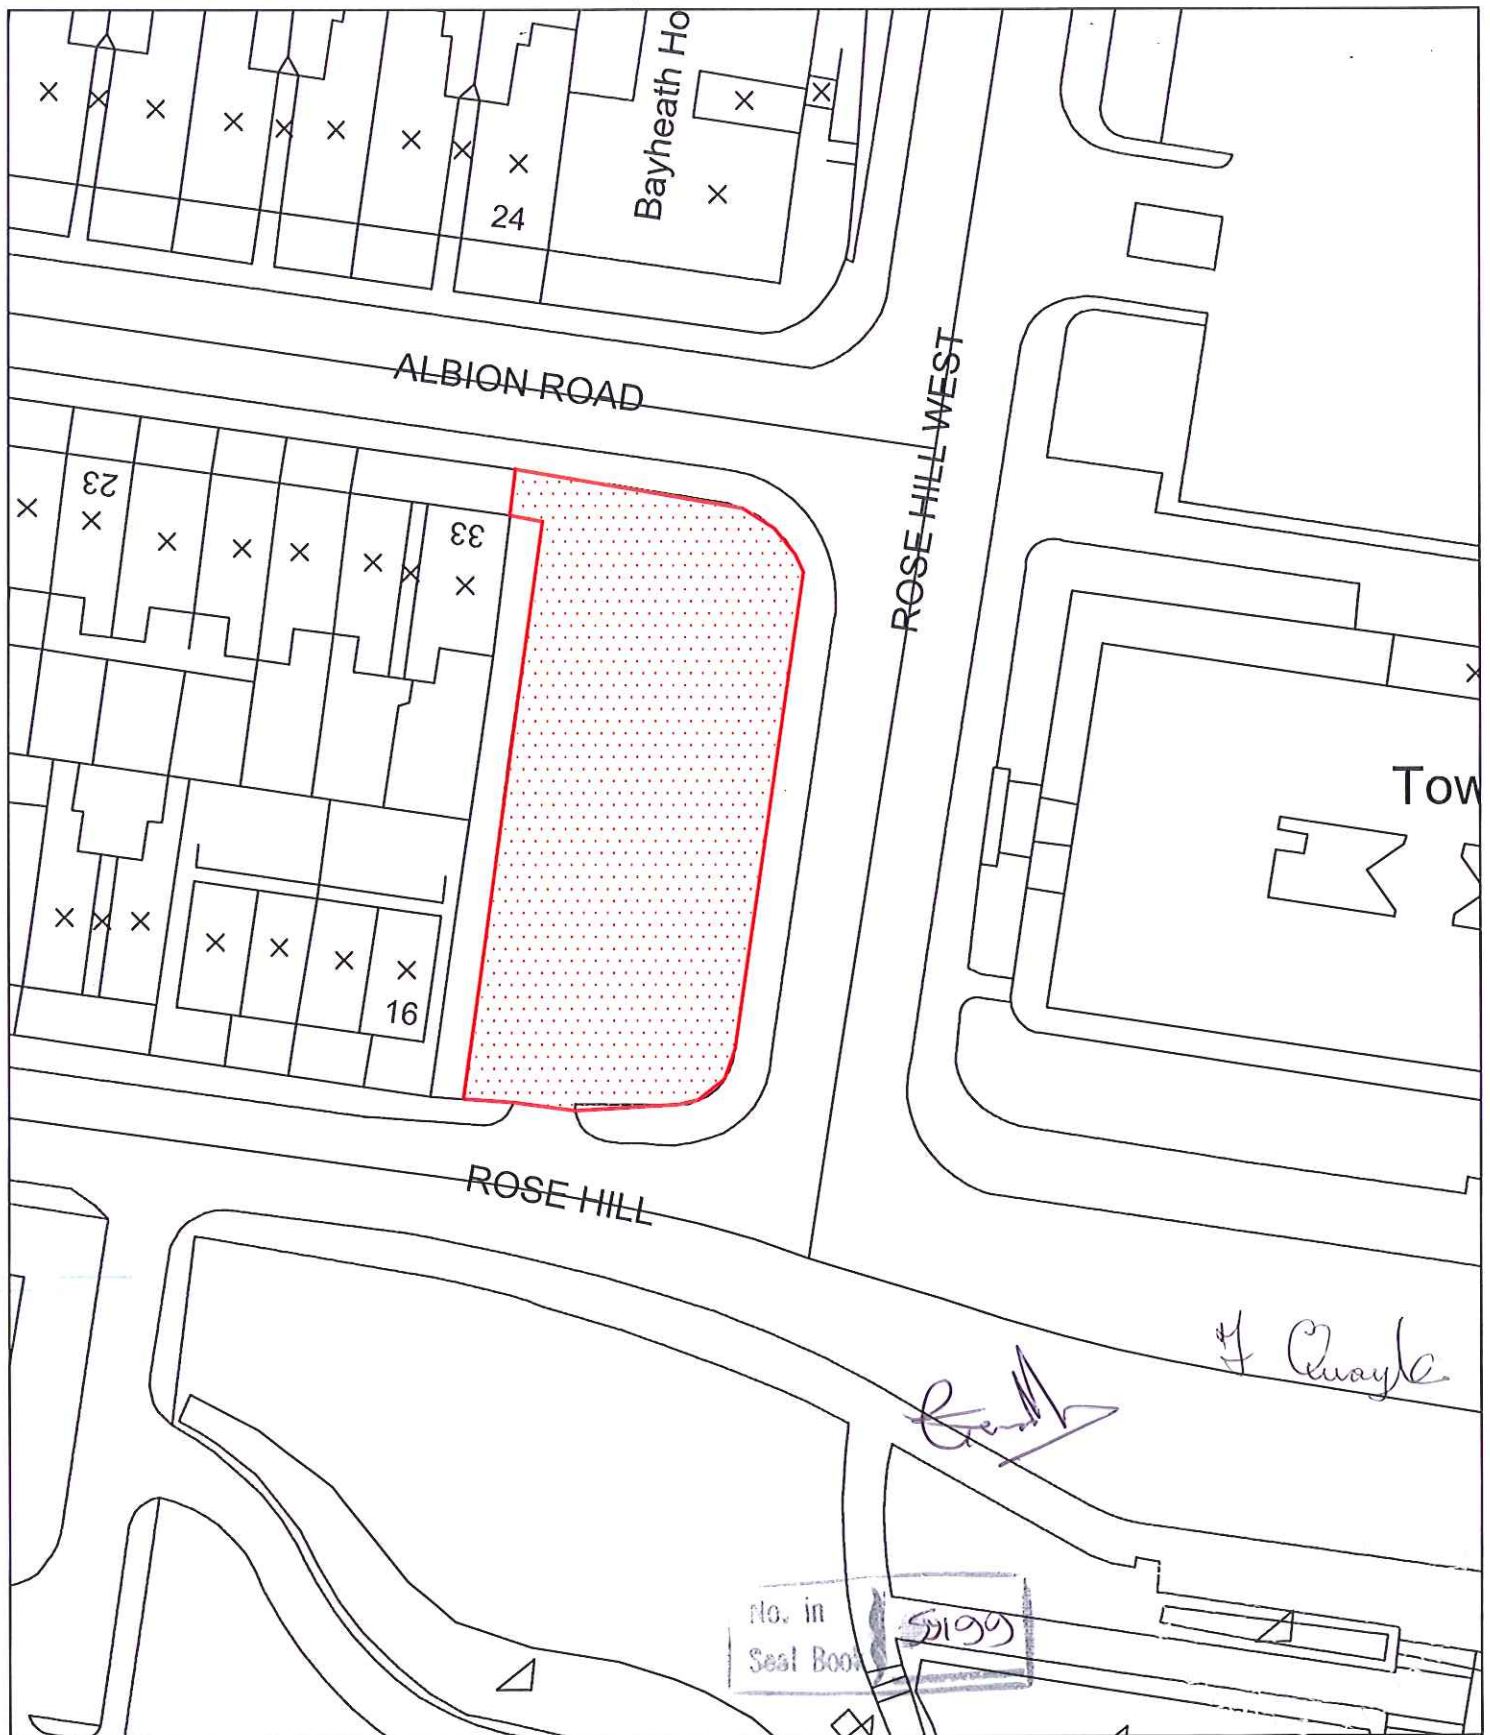 Bayheath Ho
24
ALBION ROAD
ROSE HILL WEST
23
33
Tow
16
ROSE HILL
J Quayle
No. in
Seal Book